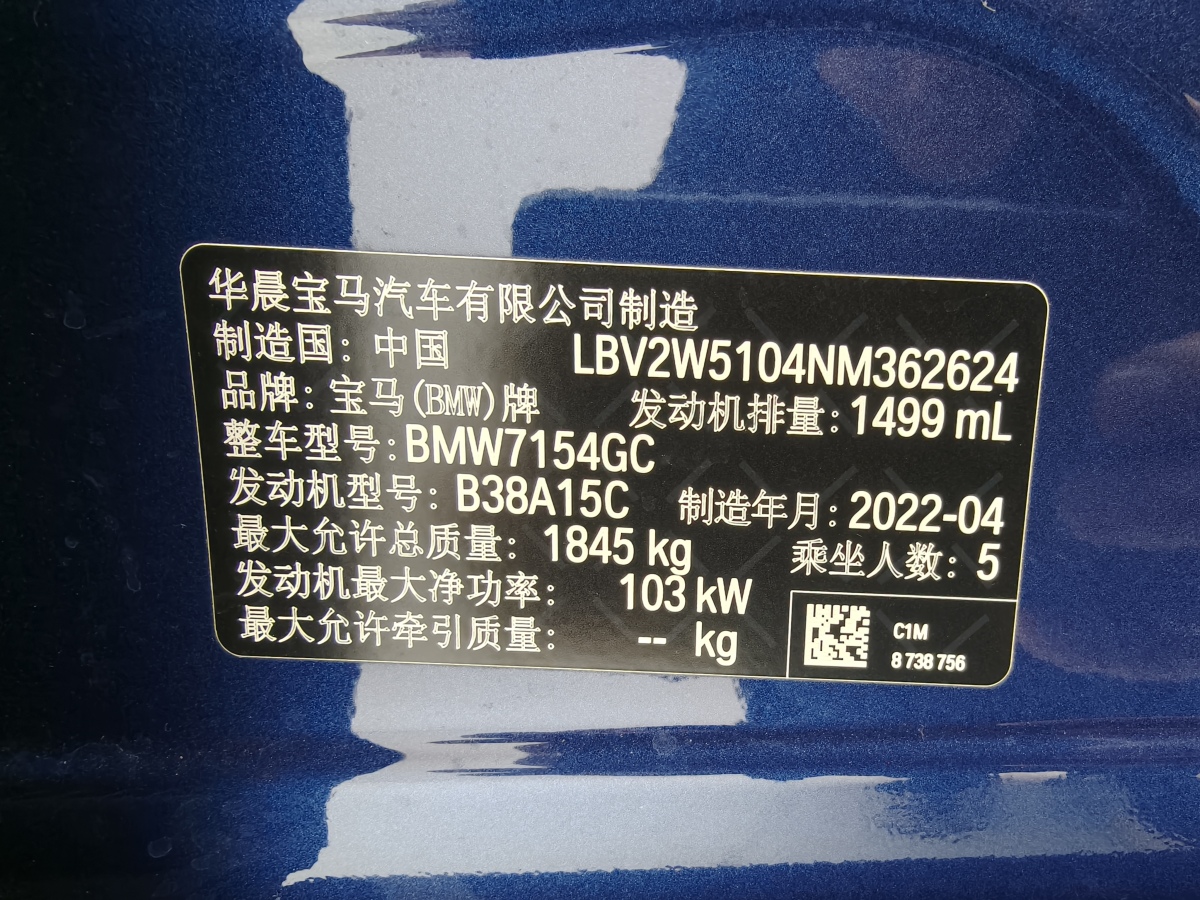 华晨宝马汽车有限公司制造
制造国：中国 LBV2W5104NM362624
品牌：宝马(BMW)牌 发动机排量：1499 mL
整车型号：BMW7154GC
发动机型号：B38A15C 制造年月：2022-04
最大允许总质量：1845 kg 乘坐人数：5
发动机最大净功率：103 kW
最大允许牵引质量：-- kg
C1M
8 738 756